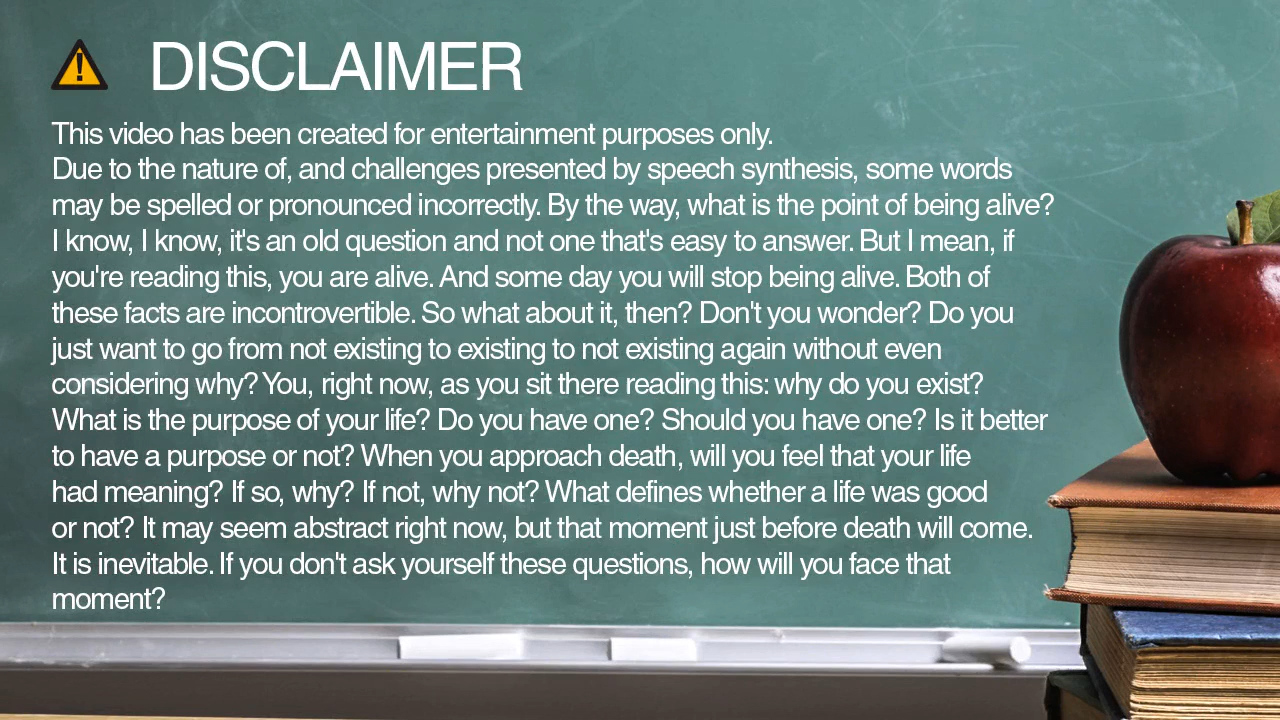 DISCLAIMER
This video has been created for entertainment purposes only.
Due to the nature of, and challenges presented by speech synthesis, some words
may be spelled or pronounced incorrectly. By the way, what is the point of being alive?
I know, I know, it's an old question and not one that's easy to answer. But I mean, if
you're reading this, you are alive. And some day you will stop being alive. Both of
these facts are incontrovertible. So what about it, then? Don't you wonder? Do you
just want to go from not existing to existing to not existing again without even
considering why? You, right now, as you sit there reading this: why do you exist?
What is the purpose of your life? Do you have one? Should you have one? Is it better
to have a purpose or not? When you approach death, will you feel that your life
had meaning? If so, why? If not, why not? What defines whether a life was good
or not? It may seem abstract right now, but that moment just before death will come.
It is inevitable. If you don't ask yourself these questions, how will you face that
moment?